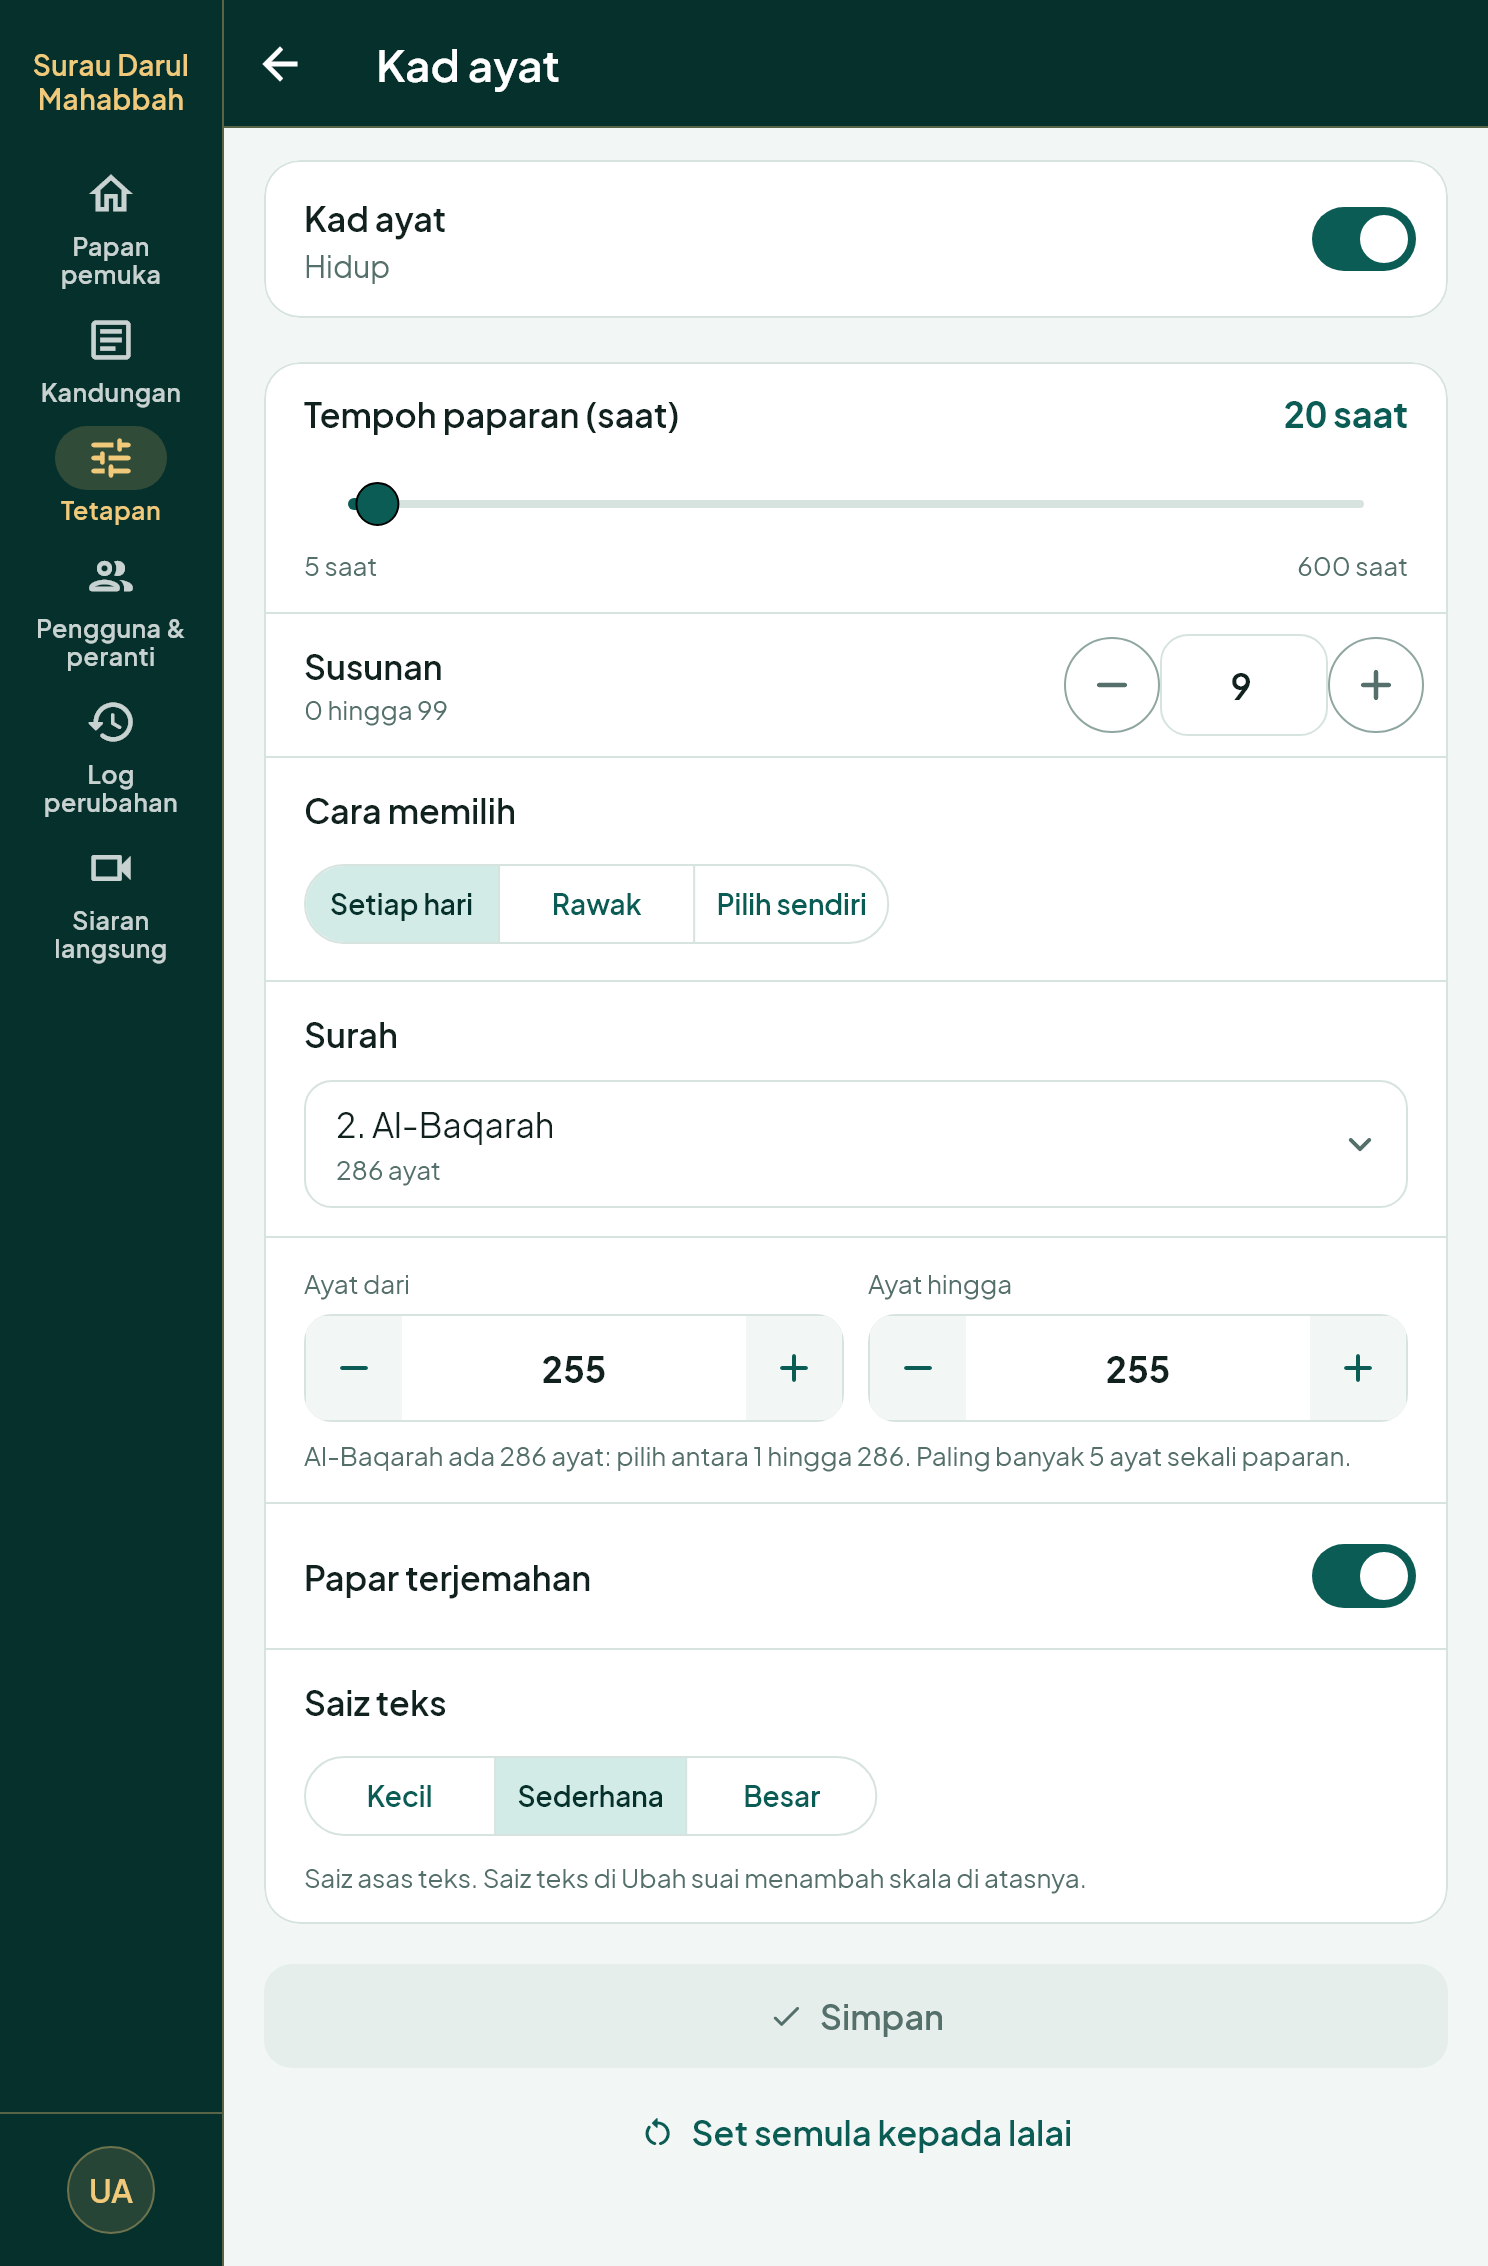 Surau Darul
Mahabbah
Papan
pemuka
Kandungan
Tetapan
Pengguna &
peranti
Log
perubahan
Siaran
langsung
UA
Kad ayat
Kad ayat
Hidup
Tempoh paparan (saat)
20 saat
5 saat
600 saat
Susunan
0 hingga 99
9
Cara memilih
Setiap hari
Rawak
Pilih sendiri
Surah
2. Al-Baqarah
286 ayat
Ayat dari
Ayat hingga
255
255
Al-Baqarah ada 286 ayat: pilih antara 1 hingga 286. Paling banyak 5 ayat sekali paparan.
Papar terjemahan
Saiz teks
Kecil
Sederhana
Besar
Saiz asas teks. Saiz teks di Ubah suai menambah skala di atasnya.
Simpan
Set semula kepada lalai